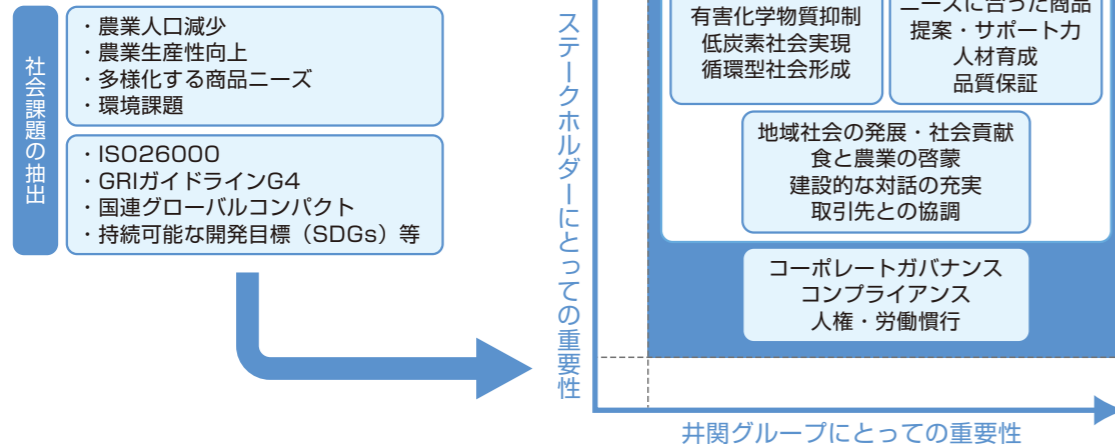 社会課題の抽出
・農業人口減少
・農業生産性向上
・多様化する商品ニーズ
・環境課題
・ISO26000
・GRIガイドラインG4
・国連グローバルコンパクト
・持続可能な開発目標（SDGs）等
ステークホルダーにとっての重要性
有害化学物質抑制
低炭素社会実現
循環型社会形成
ニーズに合った商品
提案・サポート力
人材育成
品質保証
地域社会の発展・社会貢献
食と農業の啓蒙
建設的な対話の充実
取引先との協調
コーポレートガバナンス
コンプライアンス
人権・労働慣行
井関グループにとっての重要性